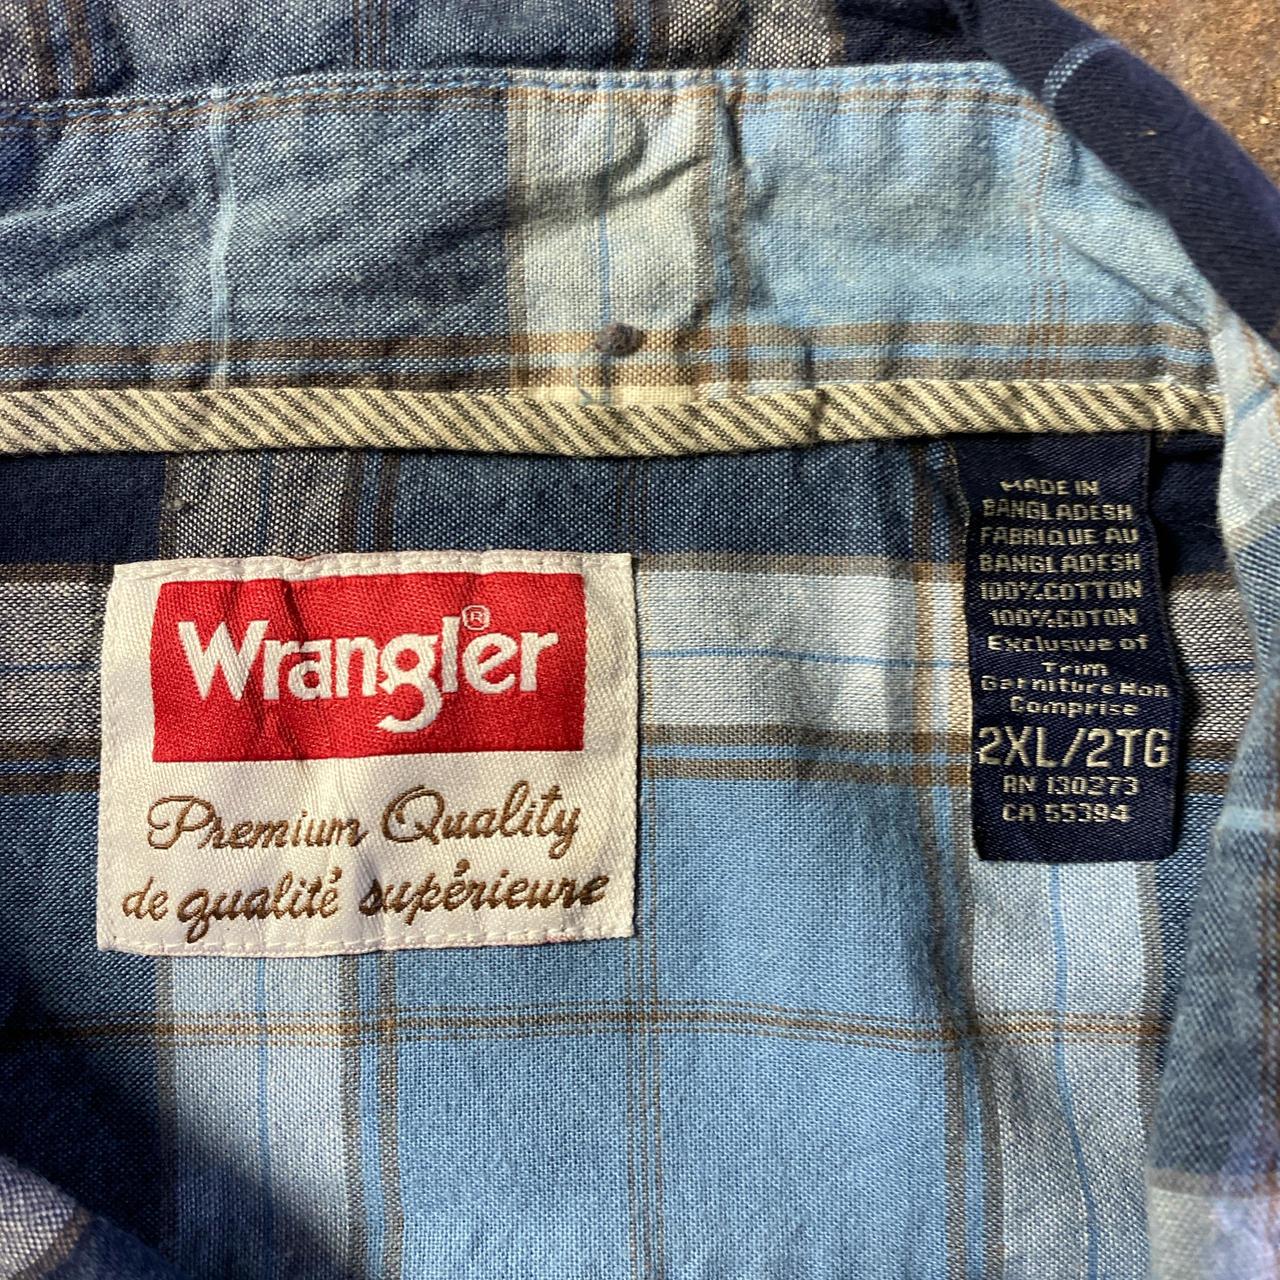 Wrangler®
Premium Quality
de qualité supérieure
MADE IN
BANGLADESH
FABRIQUE AU
BANGLADESH
100%COTTON
100%COTON
Exclusive of
Trim
Garniture Non
Comprise
2XL/2TG
RN 130273
CA 55394